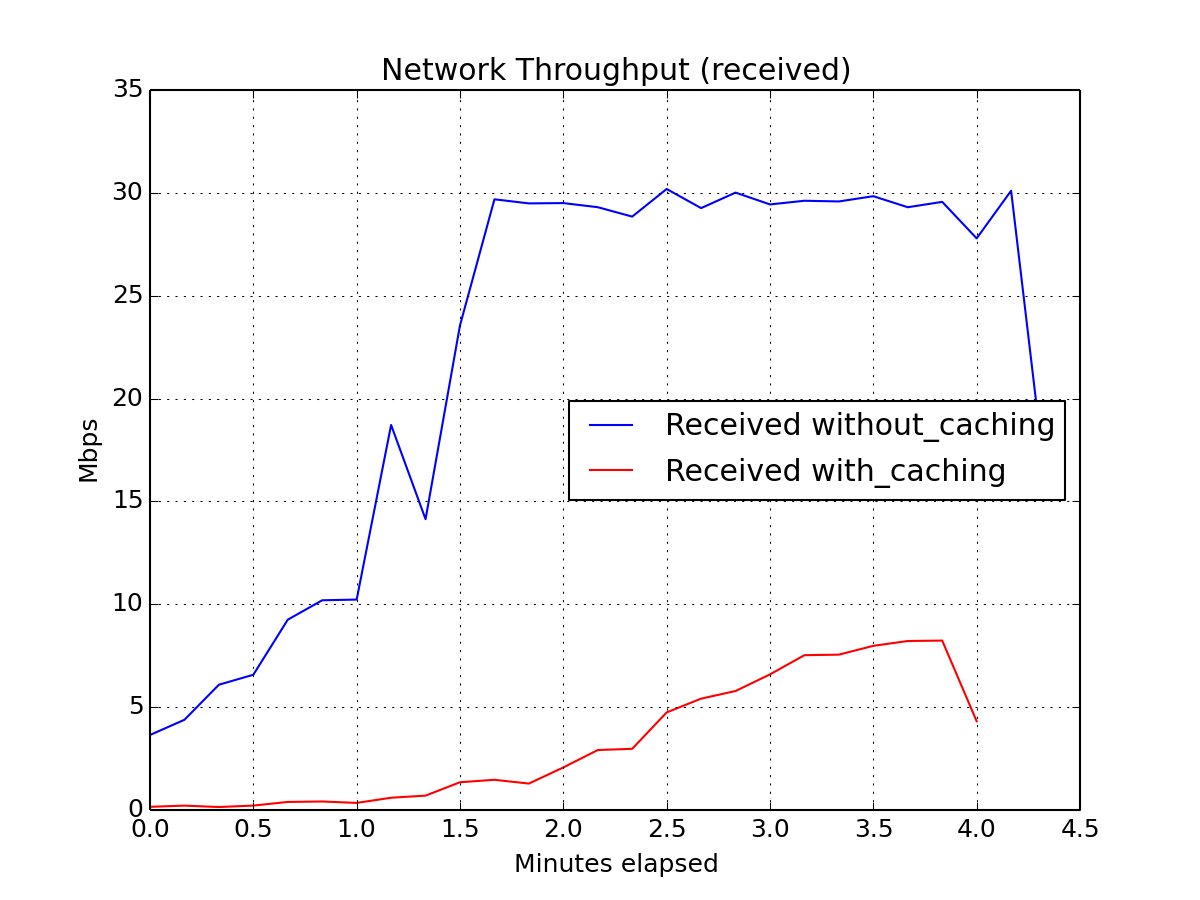 Network Throughput (received)
35
30
25
20
15
10
5
0
Mbps
Received without_caching
Received with_caching
0.0 0.5 1.0 1.5 2.0 2.5 3.0 3.5 4.0 4.5
Minutes elapsed